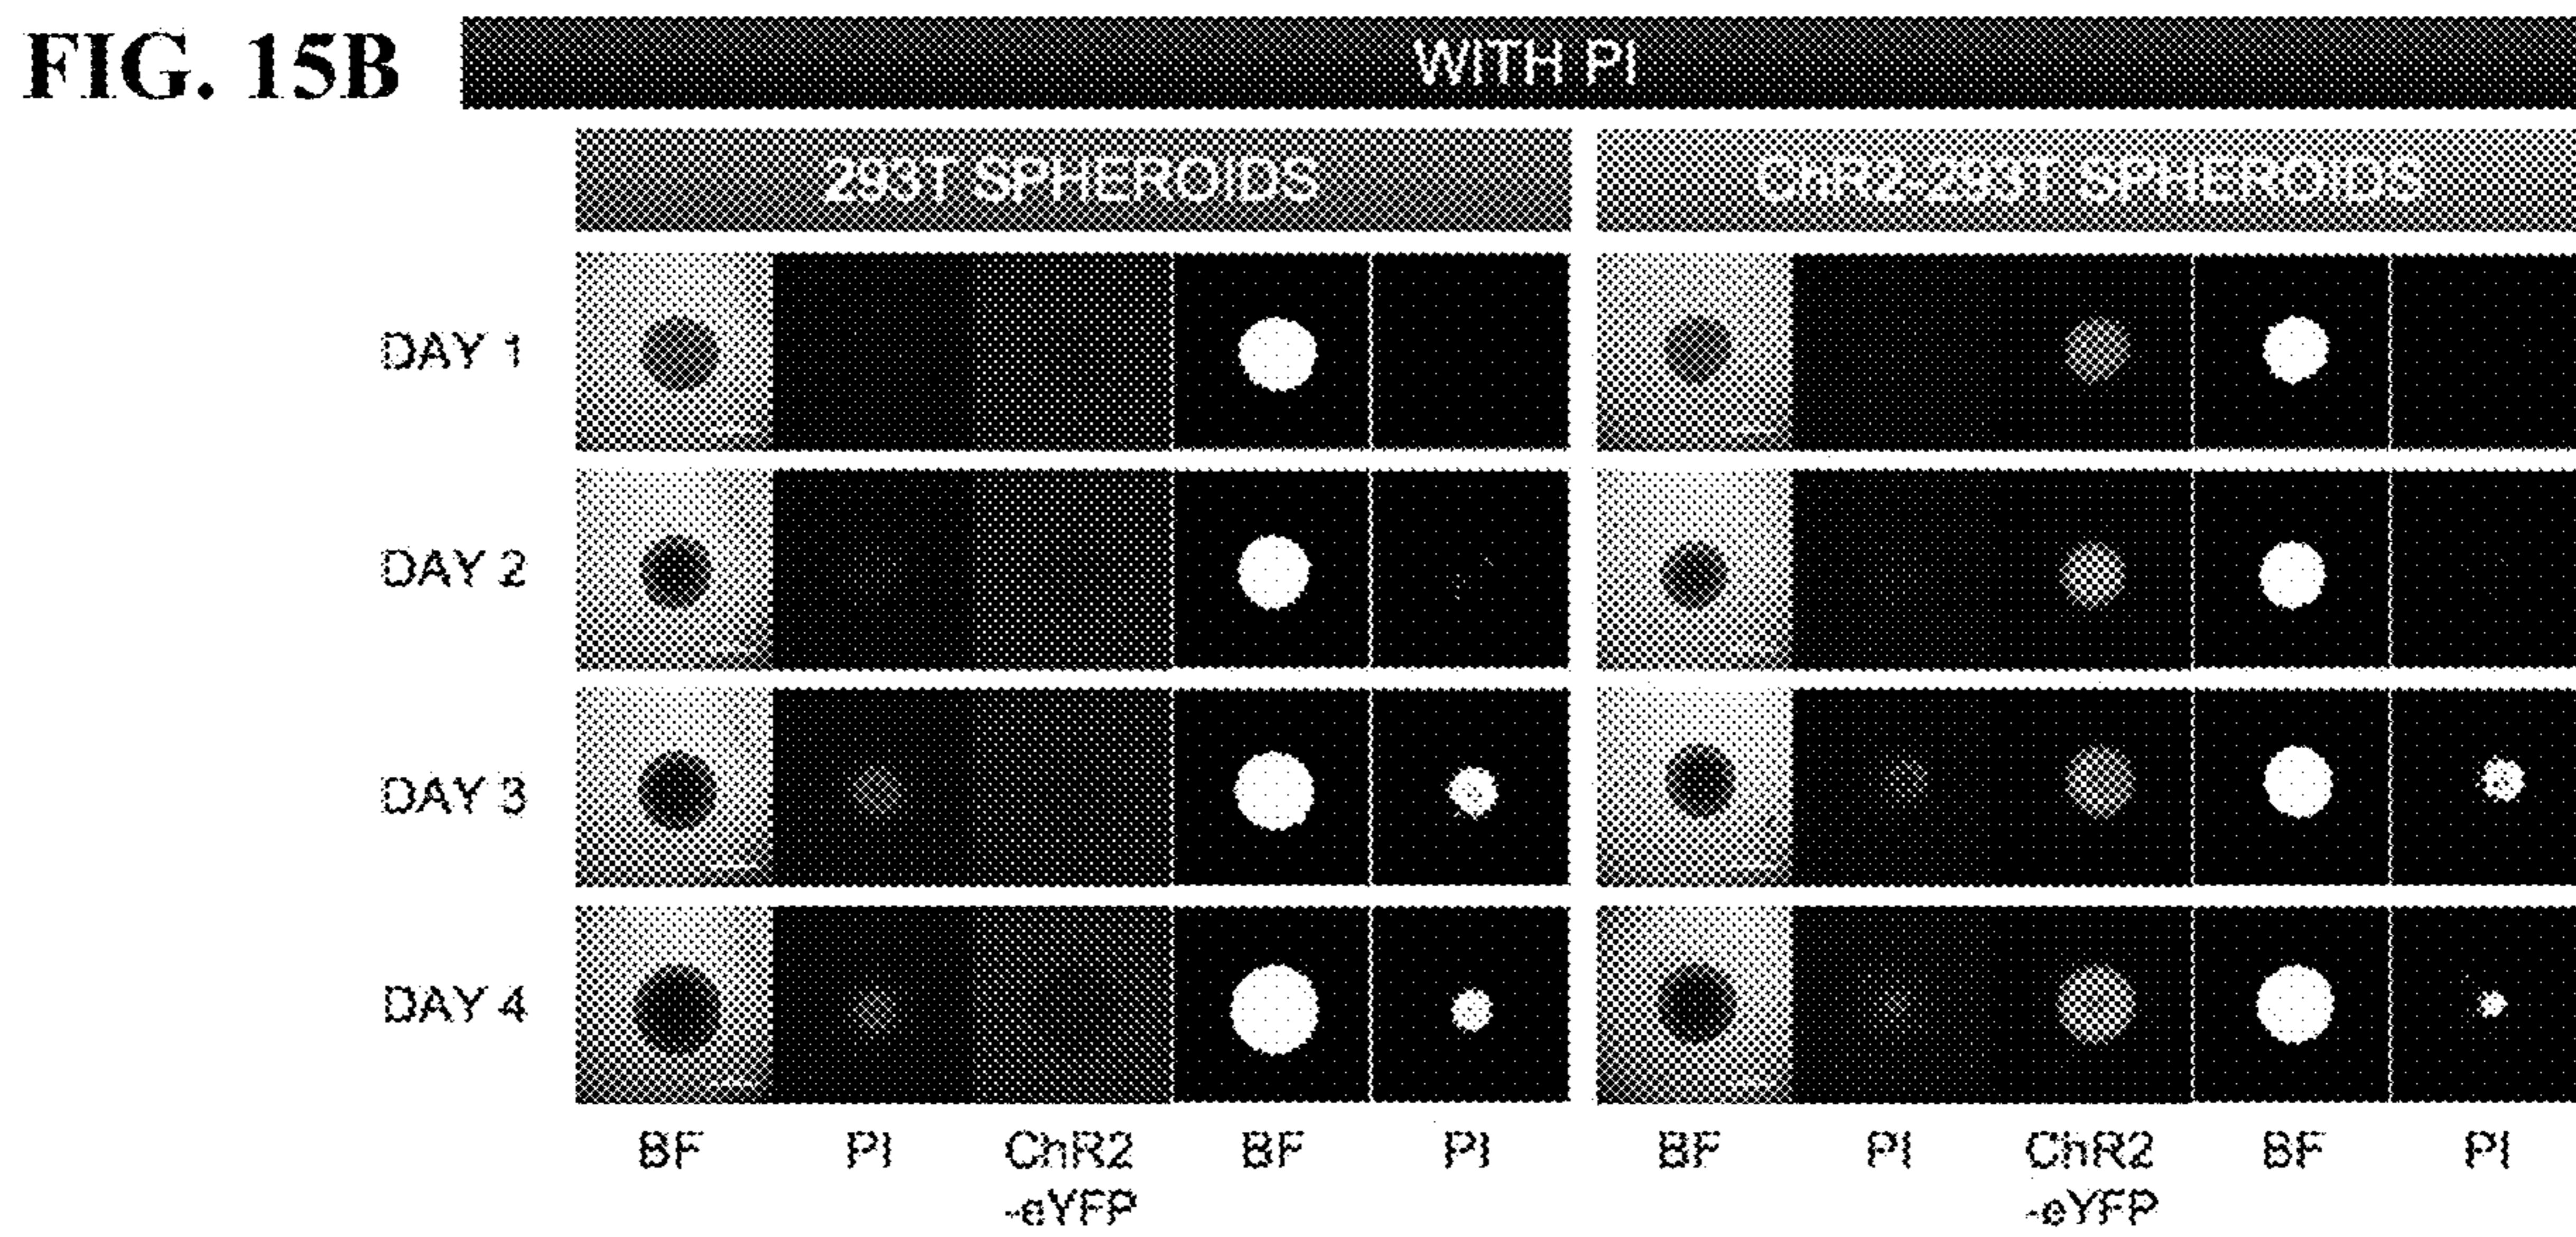 FIG. 15B
WITH PI
293T SPHEROIDS ChR2-293T SPHEROIDS
DAY 1
DAY 2
DAY 3
DAY 4
BF PI ChR2 BF PI BF PI ChR2 BF PI
-eYFP -eYFP